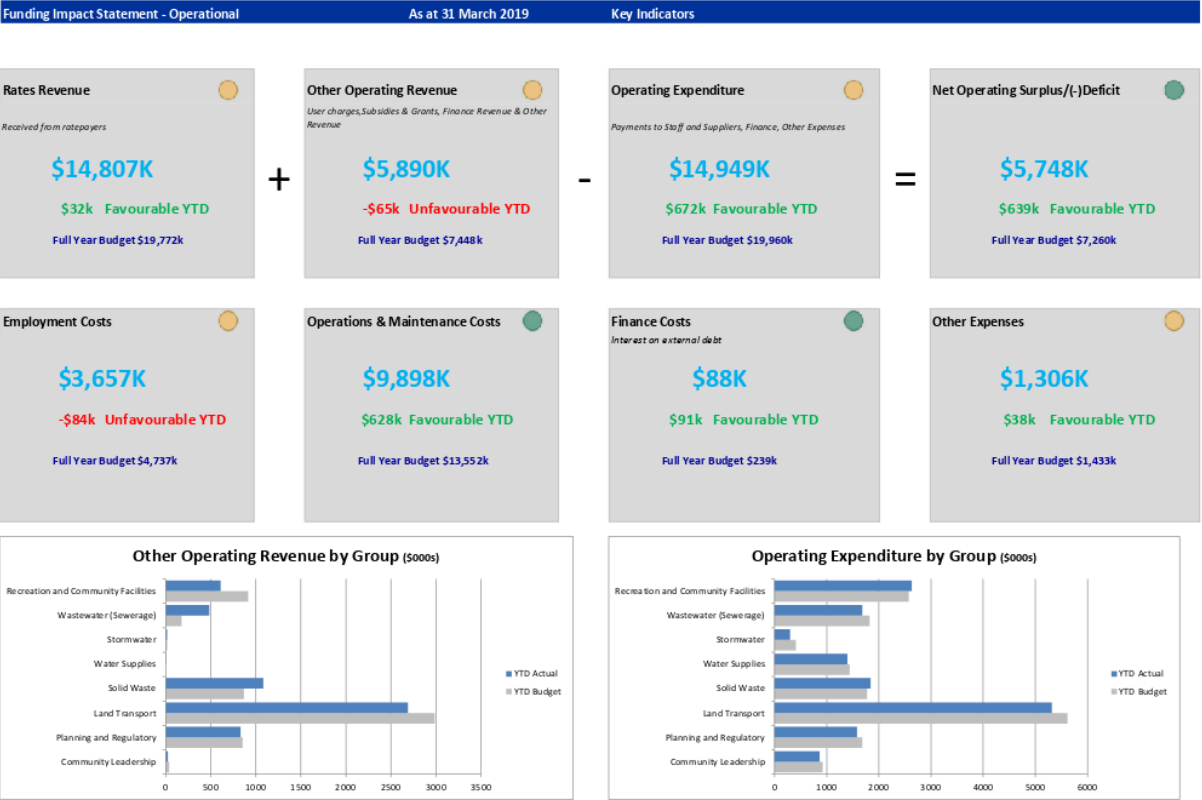 Funding Impact Statement - Operational As at 31 March 2019 Key Indicators
Rates Revenue
Received from ratepayers
$14,807K
$32k Favourable YTD
Full Year Budget $19,772k
+
Other Operating Revenue
User charges,Subsidies & Grants, Finance Revenue & Other
Revenue
$5,890K
-$65k Unfavourable YTD
Full Year Budget $7,448k
-
Operating Expenditure
Payments to Staff and Suppliers, Finance, Other Expenses
$14,949K
$672k Favourable YTD
Full Year Budget $19,960k
=
Net Operating Surplus/(-)Deficit
$5,748K
$639k Favourable YTD
Full Year Budget $7,260k
Employment Costs
$3,657K
-$84k Unfavourable YTD
Full Year Budget $4,737k
Operations & Maintenance Costs
$9,898K
$628k Favourable YTD
Full Year Budget $13,552k
Finance Costs
Interest on external debt
$88K
$91k Favourable YTD
Full Year Budget $239k
Other Expenses
$1,306K
$38k Favourable YTD
Full Year Budget $1,433k
Other Operating Revenue by Group ($000s)
Recreation and Community Facilities
Wastewater (Sewerage)
Stormwater
Water Supplies
Solid Waste
Land Transport
Planning and Regulatory
Community Leadership
0 500 1000 1500 2000 2500 3000 3500
YTD Actual
YTD Budget
Operating Expenditure by Group ($000s)
Recreation and Community Facilities
Wastewater (Sewerage)
Stormwater
Water Supplies
Solid Waste
Land Transport
Planning and Regulatory
Community Leadership
0 1000 2000 3000 4000 5000 6000
YTD Actual
YTD Budget